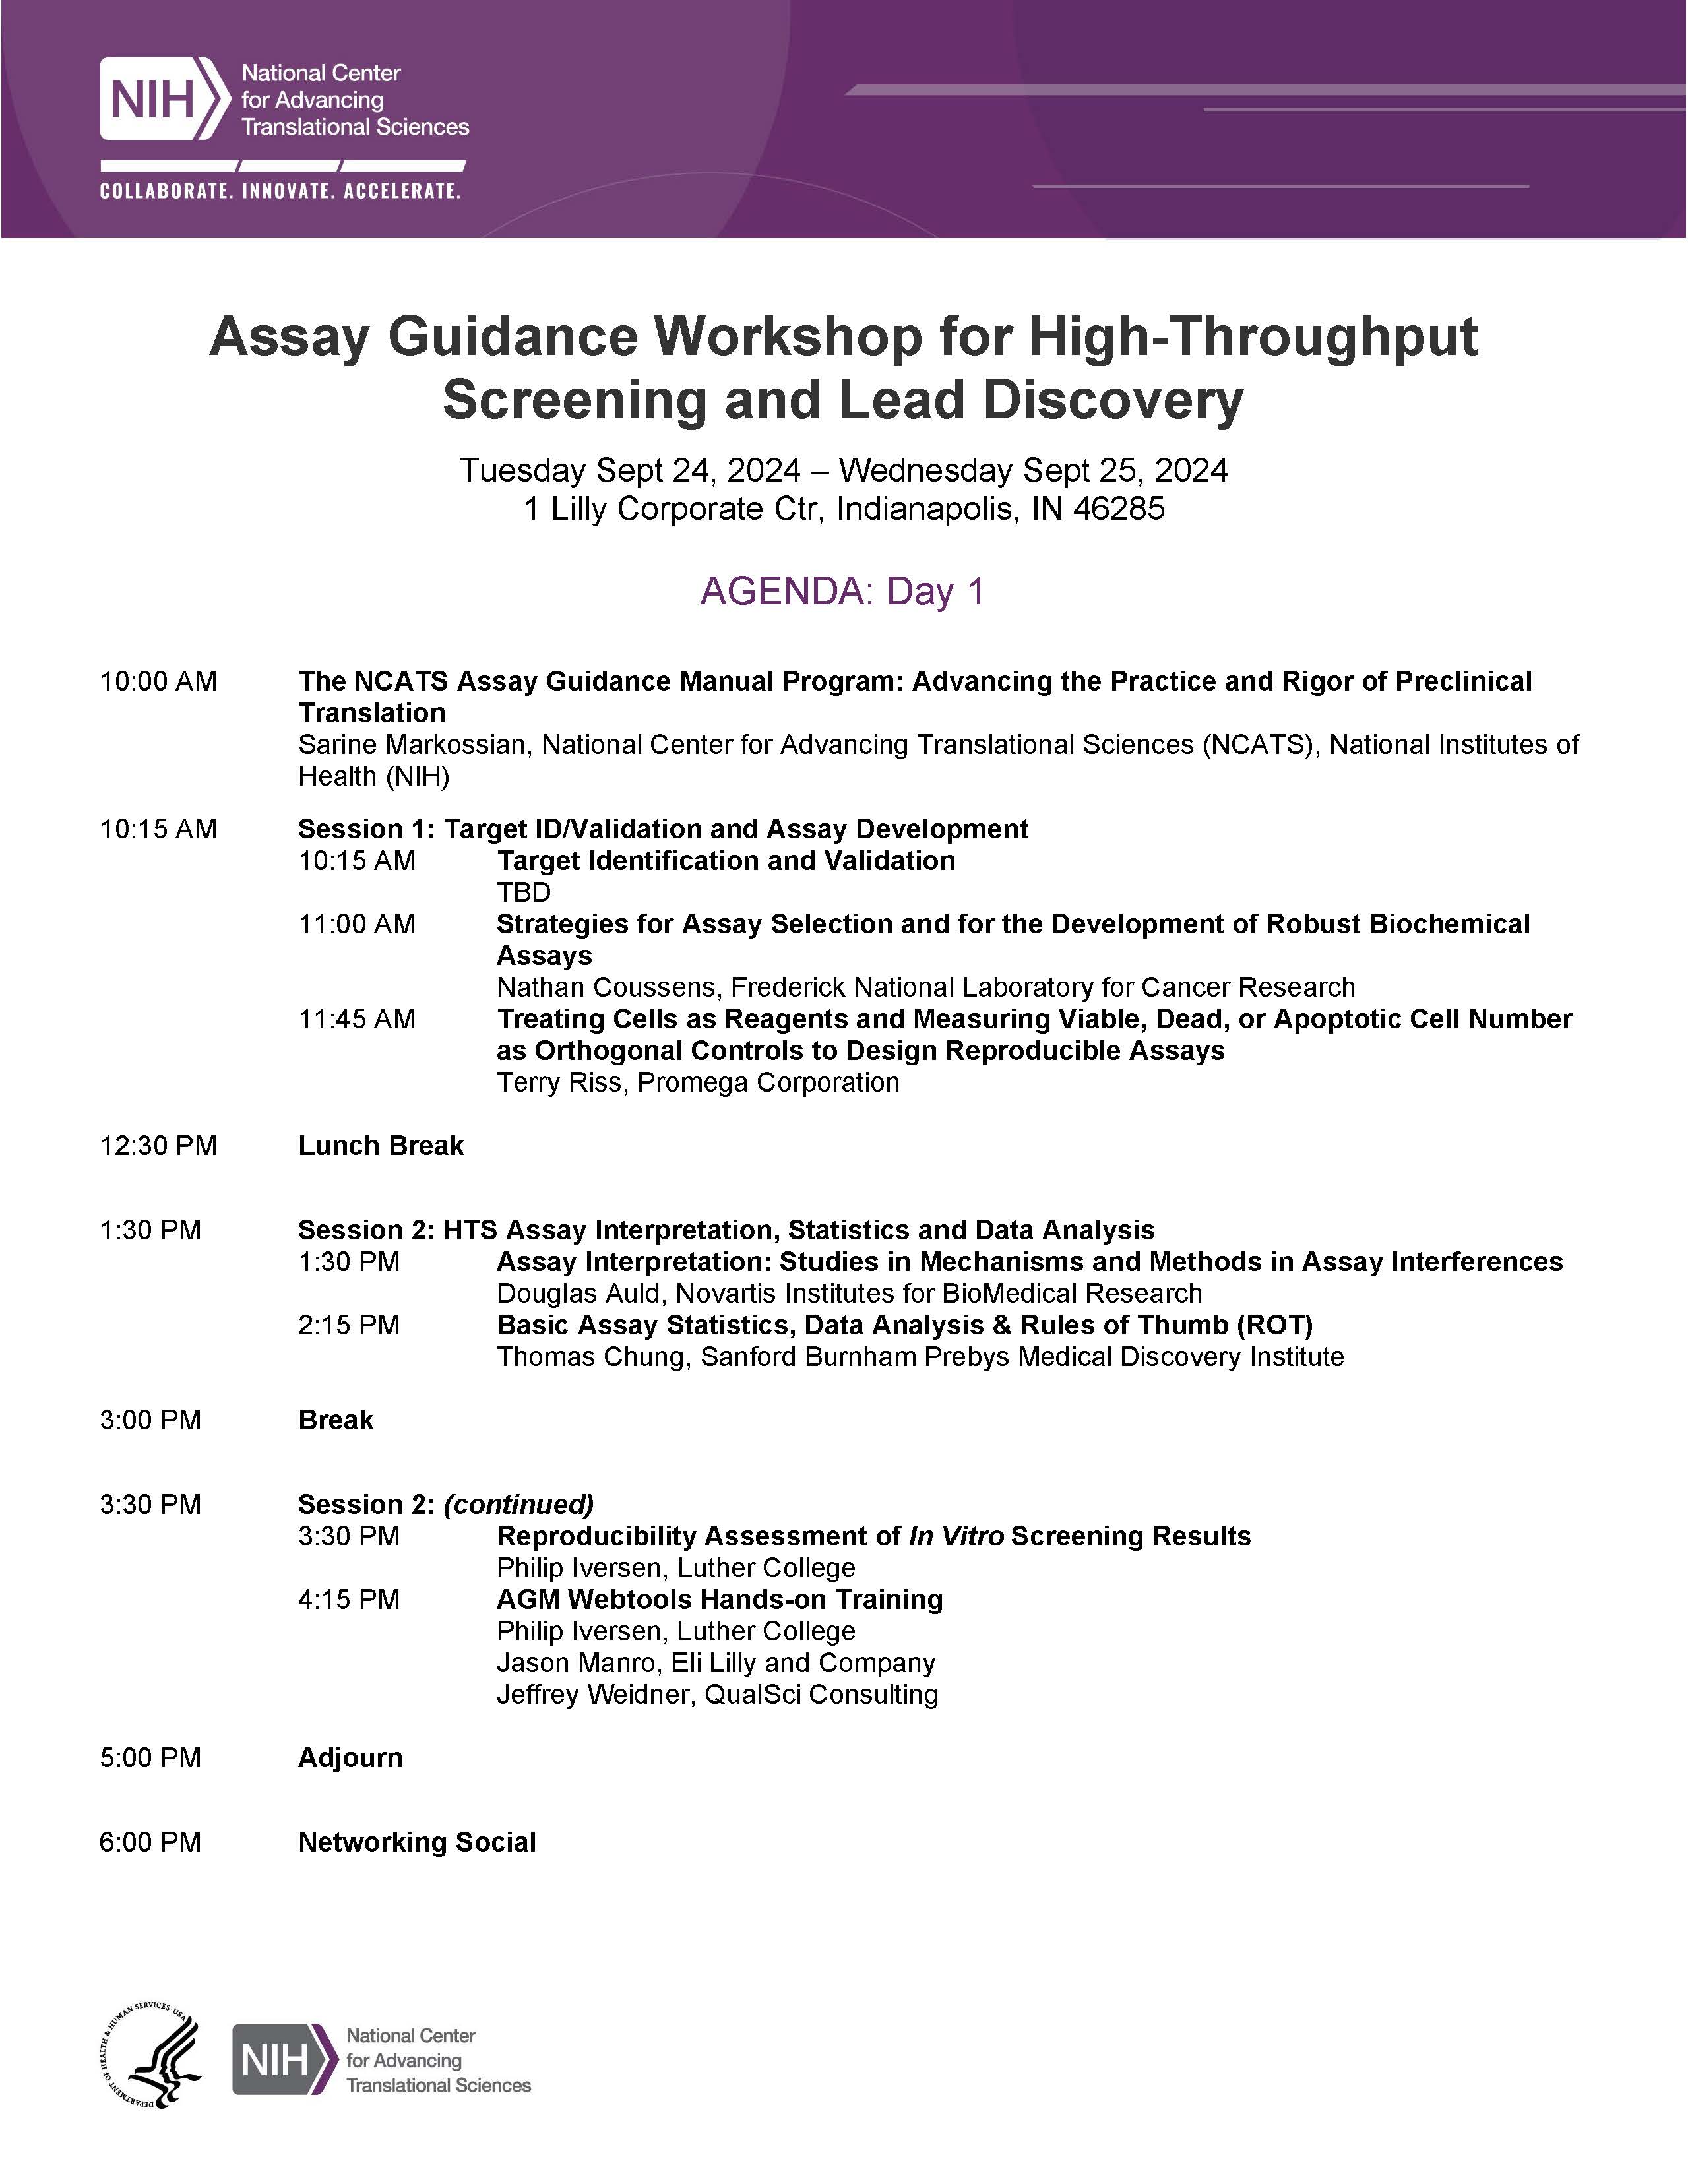 NIH
National Center
for Advancing
Translational Sciences
COLLABORATE. INNOVATE. ACCELERATE.
Assay Guidance Workshop for High-Throughput
Screening and Lead Discovery
Tuesday Sept 24, 2024 – Wednesday Sept 25, 2024
1 Lilly Corporate Ctr, Indianapolis, IN 46285
AGENDA: Day 1
10:00 AM The NCATS Assay Guidance Manual Program: Advancing the Practice and Rigor of Preclinical
Translation
Sarine Markossian, National Center for Advancing Translational Sciences (NCATS), National Institutes of
Health (NIH)
10:15 AM Session 1: Target ID/Validation and Assay Development
10:15 AM Target Identification and Validation
TBD
11:00 AM Strategies for Assay Selection and for the Development of Robust Biochemical
Assays
Nathan Coussens, Frederick National Laboratory for Cancer Research
11:45 AM Treating Cells as Reagents and Measuring Viable, Dead, or Apoptotic Cell Number
as Orthogonal Controls to Design Reproducible Assays
Terry Riss, Promega Corporation
12:30 PM Lunch Break
1:30 PM Session 2: HTS Assay Interpretation, Statistics and Data Analysis
1:30 PM Assay Interpretation: Studies in Mechanisms and Methods in Assay Interferences
Douglas Auld, Novartis Institutes for BioMedical Research
2:15 PM Basic Assay Statistics, Data Analysis & Rules of Thumb (ROT)
Thomas Chung, Sanford Burnham Prebys Medical Discovery Institute
3:00 PM Break
3:30 PM Session 2: (continued)
3:30 PM Reproducibility Assessment of In Vitro Screening Results
Philip Iversen, Luther College
4:15 PM AGM Webtools Hands-on Training
Philip Iversen, Luther College
Jason Manro, Eli Lilly and Company
Jeffrey Weidner, QualSci Consulting
5:00 PM Adjourn
6:00 PM Networking Social
DEPARTMENT OF HEALTH & HUMAN SERVICES·USA
NIH
National Center
for Advancing
Translational Sciences